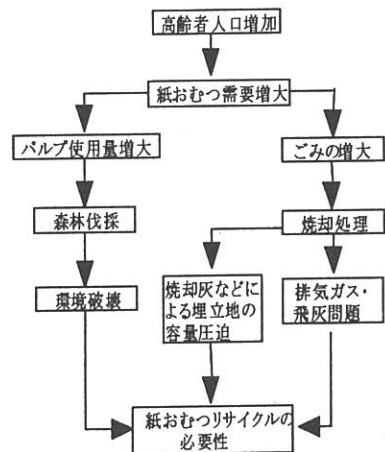 高齢者人口増加
紙おむつ需要増大
パルプ使用量増大
ごみの増大
森林伐採
焼却処理
環境破壊
焼却灰などに
よる埋立地の
容量圧迫
排気ガス・
飛灰問題
紙おむつリサイクルの
必要性